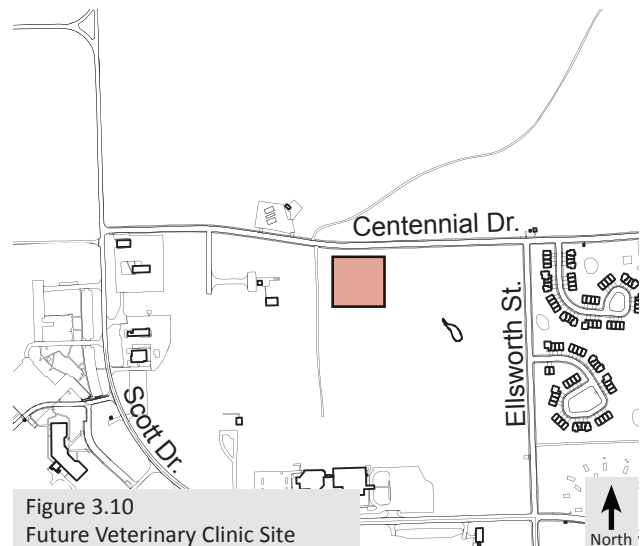 Centennial Dr.
Ellsworth St.
Scott Dr.
Figure 3.10
Future Veterinary Clinic Site
North